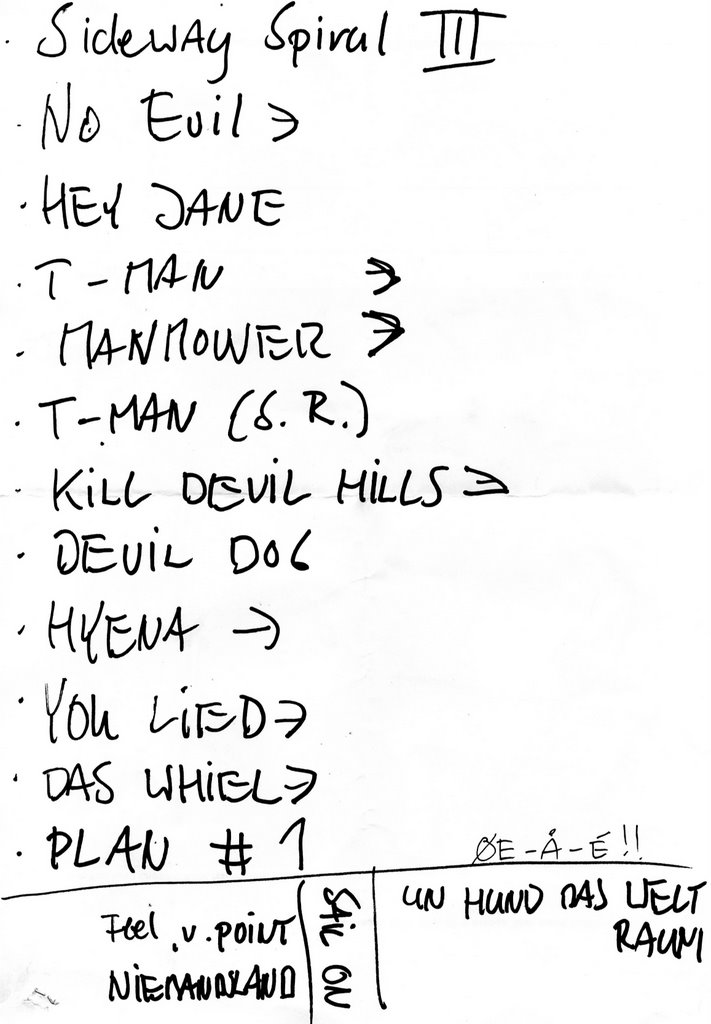 · Sideway Spiral III
· No Evil →
· HEY JANE
· T-MAN →
· MANMOWER →
· T-MAN (S. R.)
· KiLL DEVIL HiLLS →
· DEViL DOG
· HYENA →
· YOU LiED →
· DAS WHiEL →
· PLAN # 1
ØE-Å-É!!
Feel .v. POINT
NIEMANDLAND
SAiL ON
UN HUND DAS WELT
RAUM